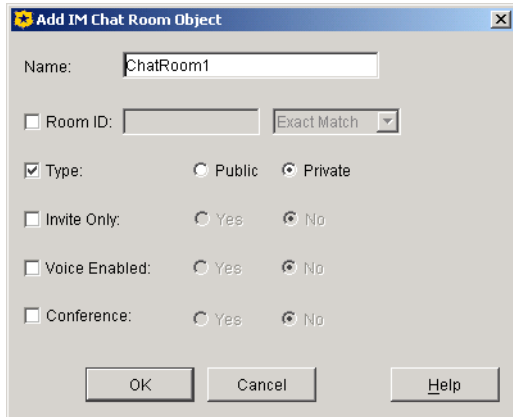 Add IM Chat Room Object
Name: ChatRoom1
Room ID: Exact Match
Type: Public Private
Invite Only: Yes No
Voice Enabled: Yes No
Conference: Yes No
OK Cancel Help